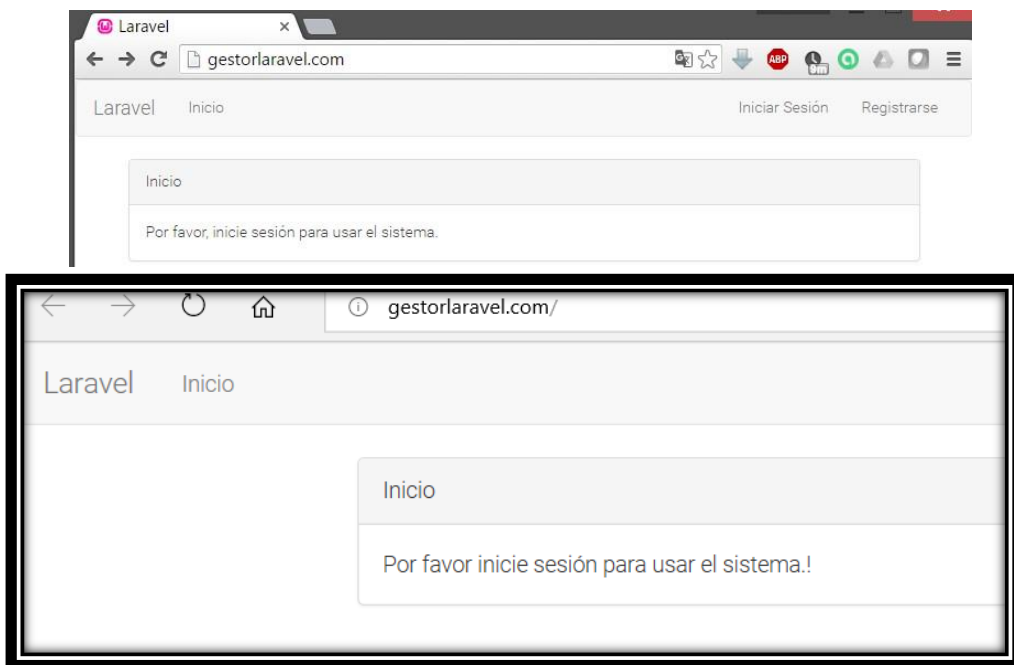 Laravel
gestorlaravel.com
ABP
Laravel Inicio Iniciar Sesión Registrarse
Inicio
Por favor, inicie sesión para usar el sistema.
gestorlaravel.com/
Laravel Inicio
Inicio
Por favor inicie sesión para usar el sistema.!